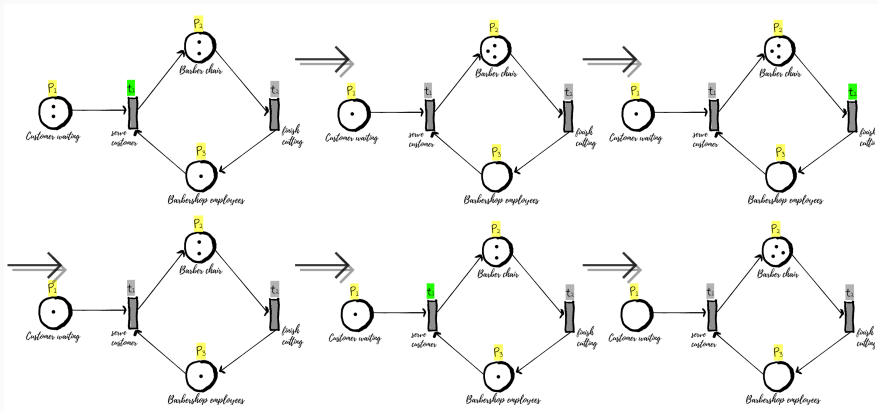 P₂
Barber chair
P₁
Customer waiting
t₁
serve
customer
t₂
finish
cutting
P₃
Barbershop employees
P₂
Barber chair
P₁
Customer waiting
t₁
serve
customer
t₂
finish
cutting
P₃
Barbershop employees
P₂
Barber chair
P₁
Customer waiting
t₁
serve
customer
t₂
finish
cutting
P₃
Barbershop employees
P₂
Barber chair
P₁
Customer waiting
t₁
serve
customer
t₂
finish
cutting
P₃
Barbershop employees
P₂
Barber chair
P₁
Customer waiting
t₁
serve
customer
t₂
finish
cutting
P₃
Barbershop employees
P₂
Barber chair
P₁
Customer waiting
t₁
serve
customer
t₂
finish
cutting
P₃
Barbershop employees